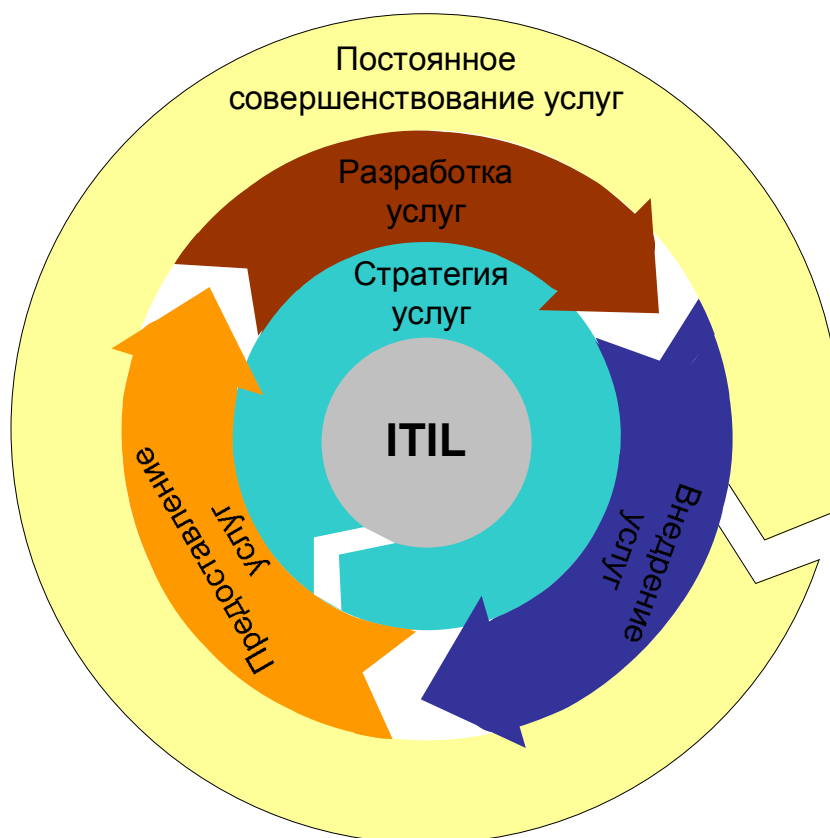 Постоянное
совершенствование услуг
Разработка
услуг
Стратегия
услуг
ITIL
Внедрение
услуг
Предоставление
услуг